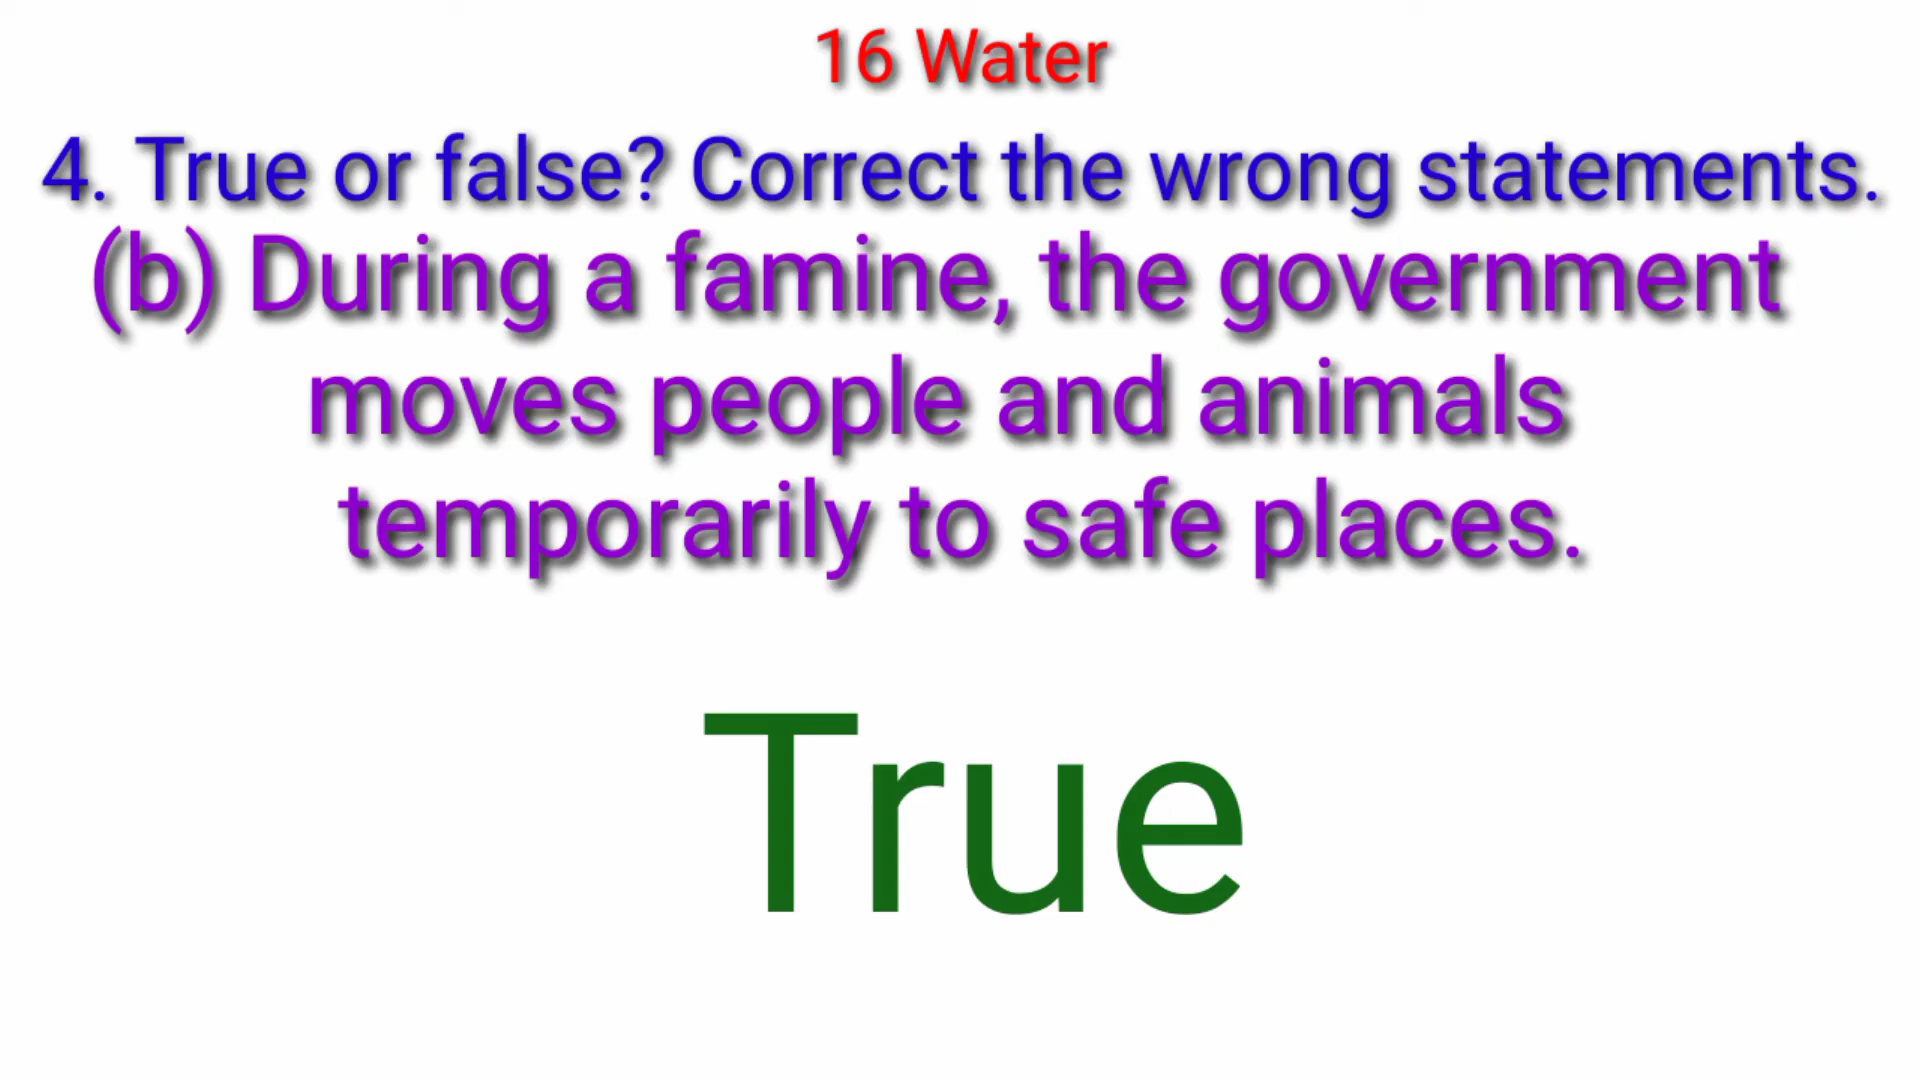 16 Water
4. True or false? Correct the wrong statements.
(b) During a famine, the government
moves people and animals
temporarily to safe places.
True